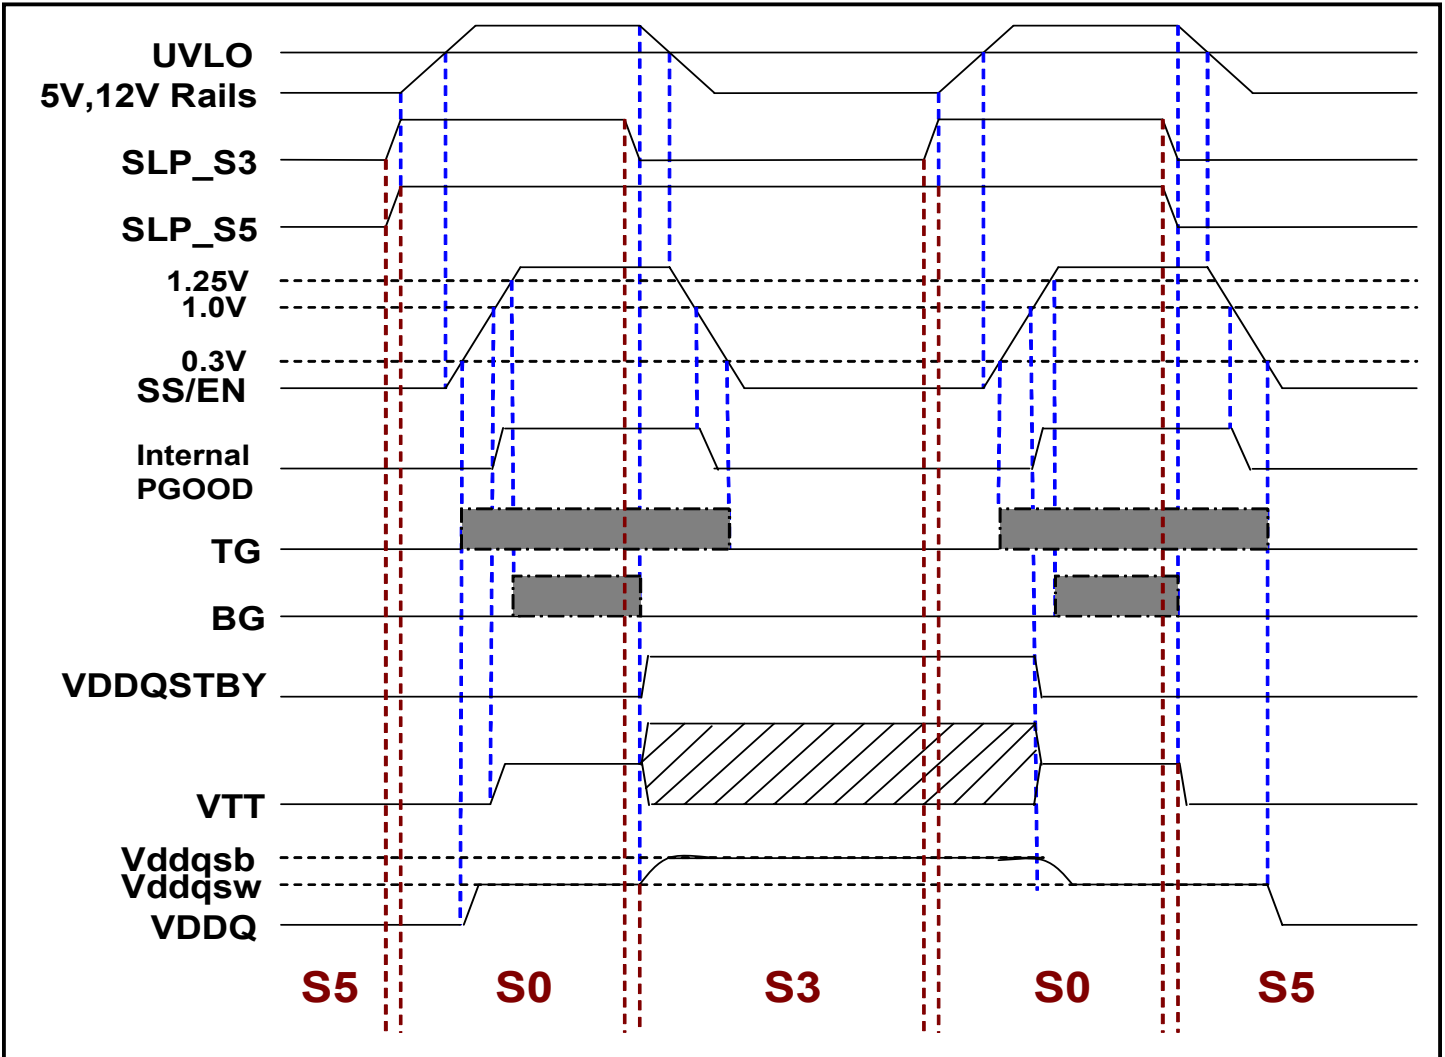 UVLO
5V,12V Rails
SLP_S3
SLP_S5
1.25V
1.0V
0.3V
SS/EN
Internal
PGOOD
TG
BG
VDDQSTBY
VTT
Vddqsb
Vddqsw
VDDQ
S5 S0 S3 S0 S5